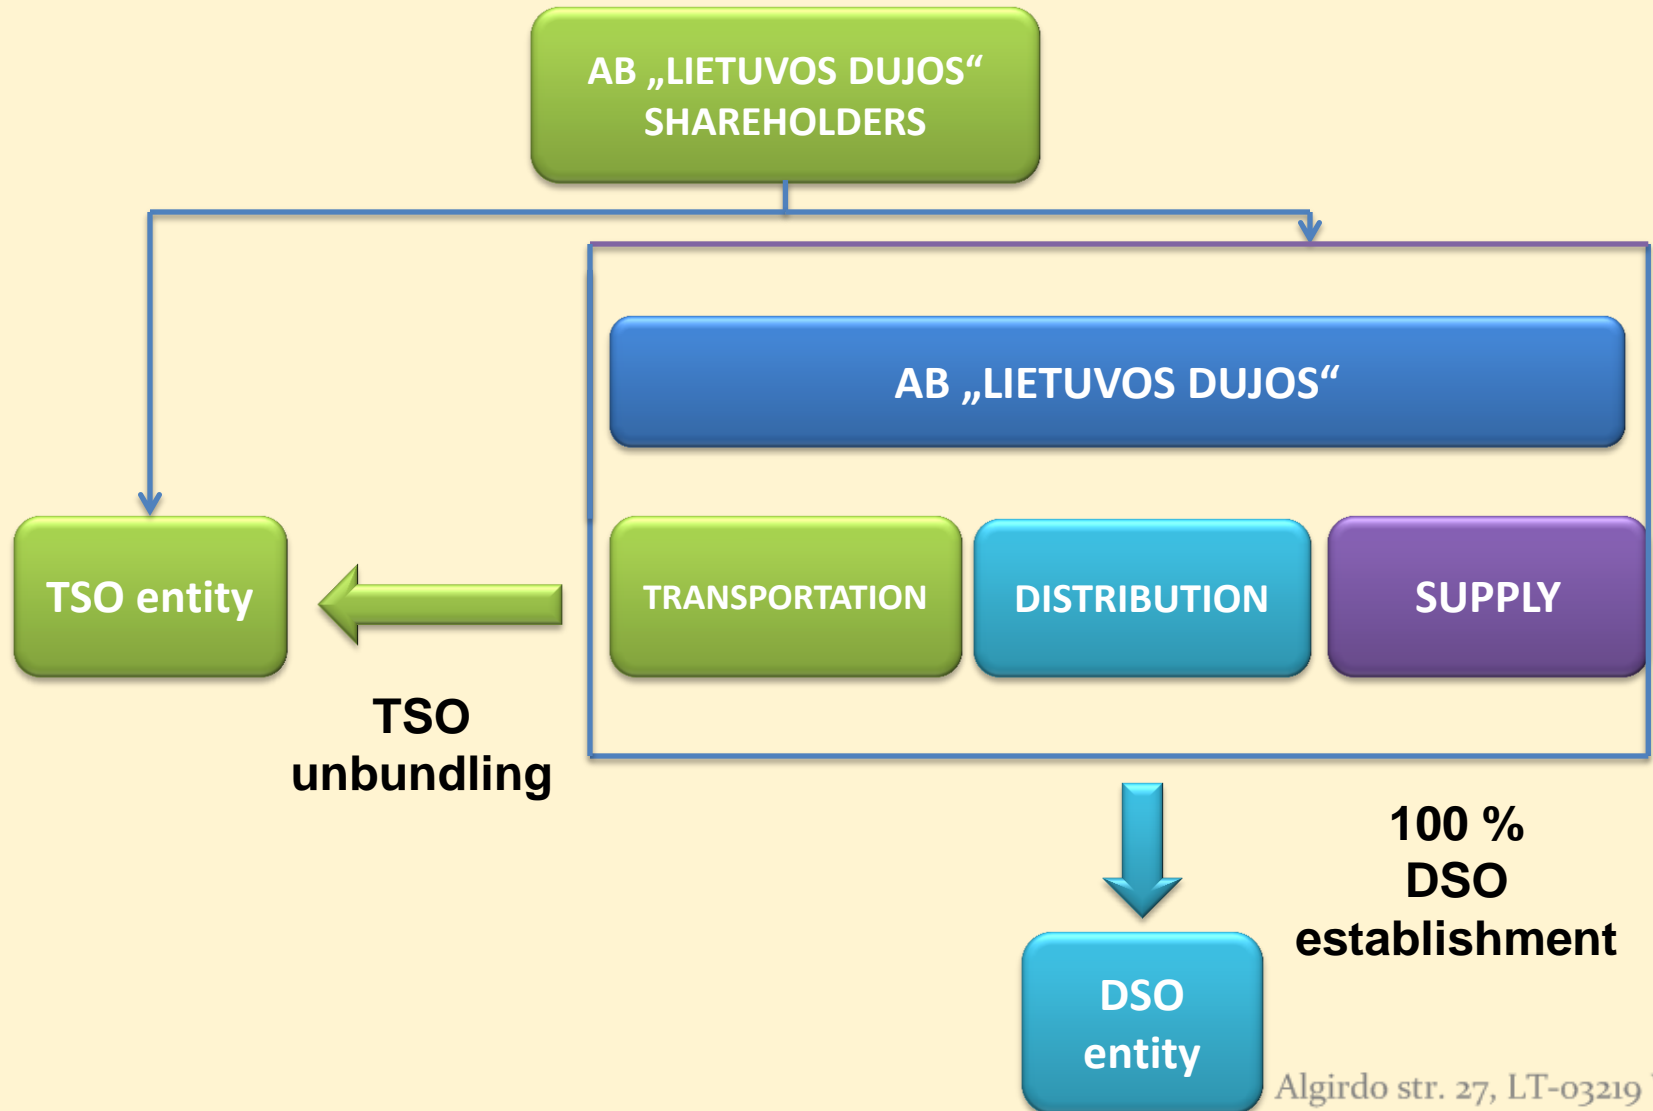 AB „LIETUVOS DUJOS“
SHAREHOLDERS
AB „LIETUVOS DUJOS“
TSO entity
TRANSPORTATION
DISTRIBUTION
SUPPLY
TSO
unbundling
100 %
DSO
establishment
DSO
entity
Algirdo str. 27, LT-03219